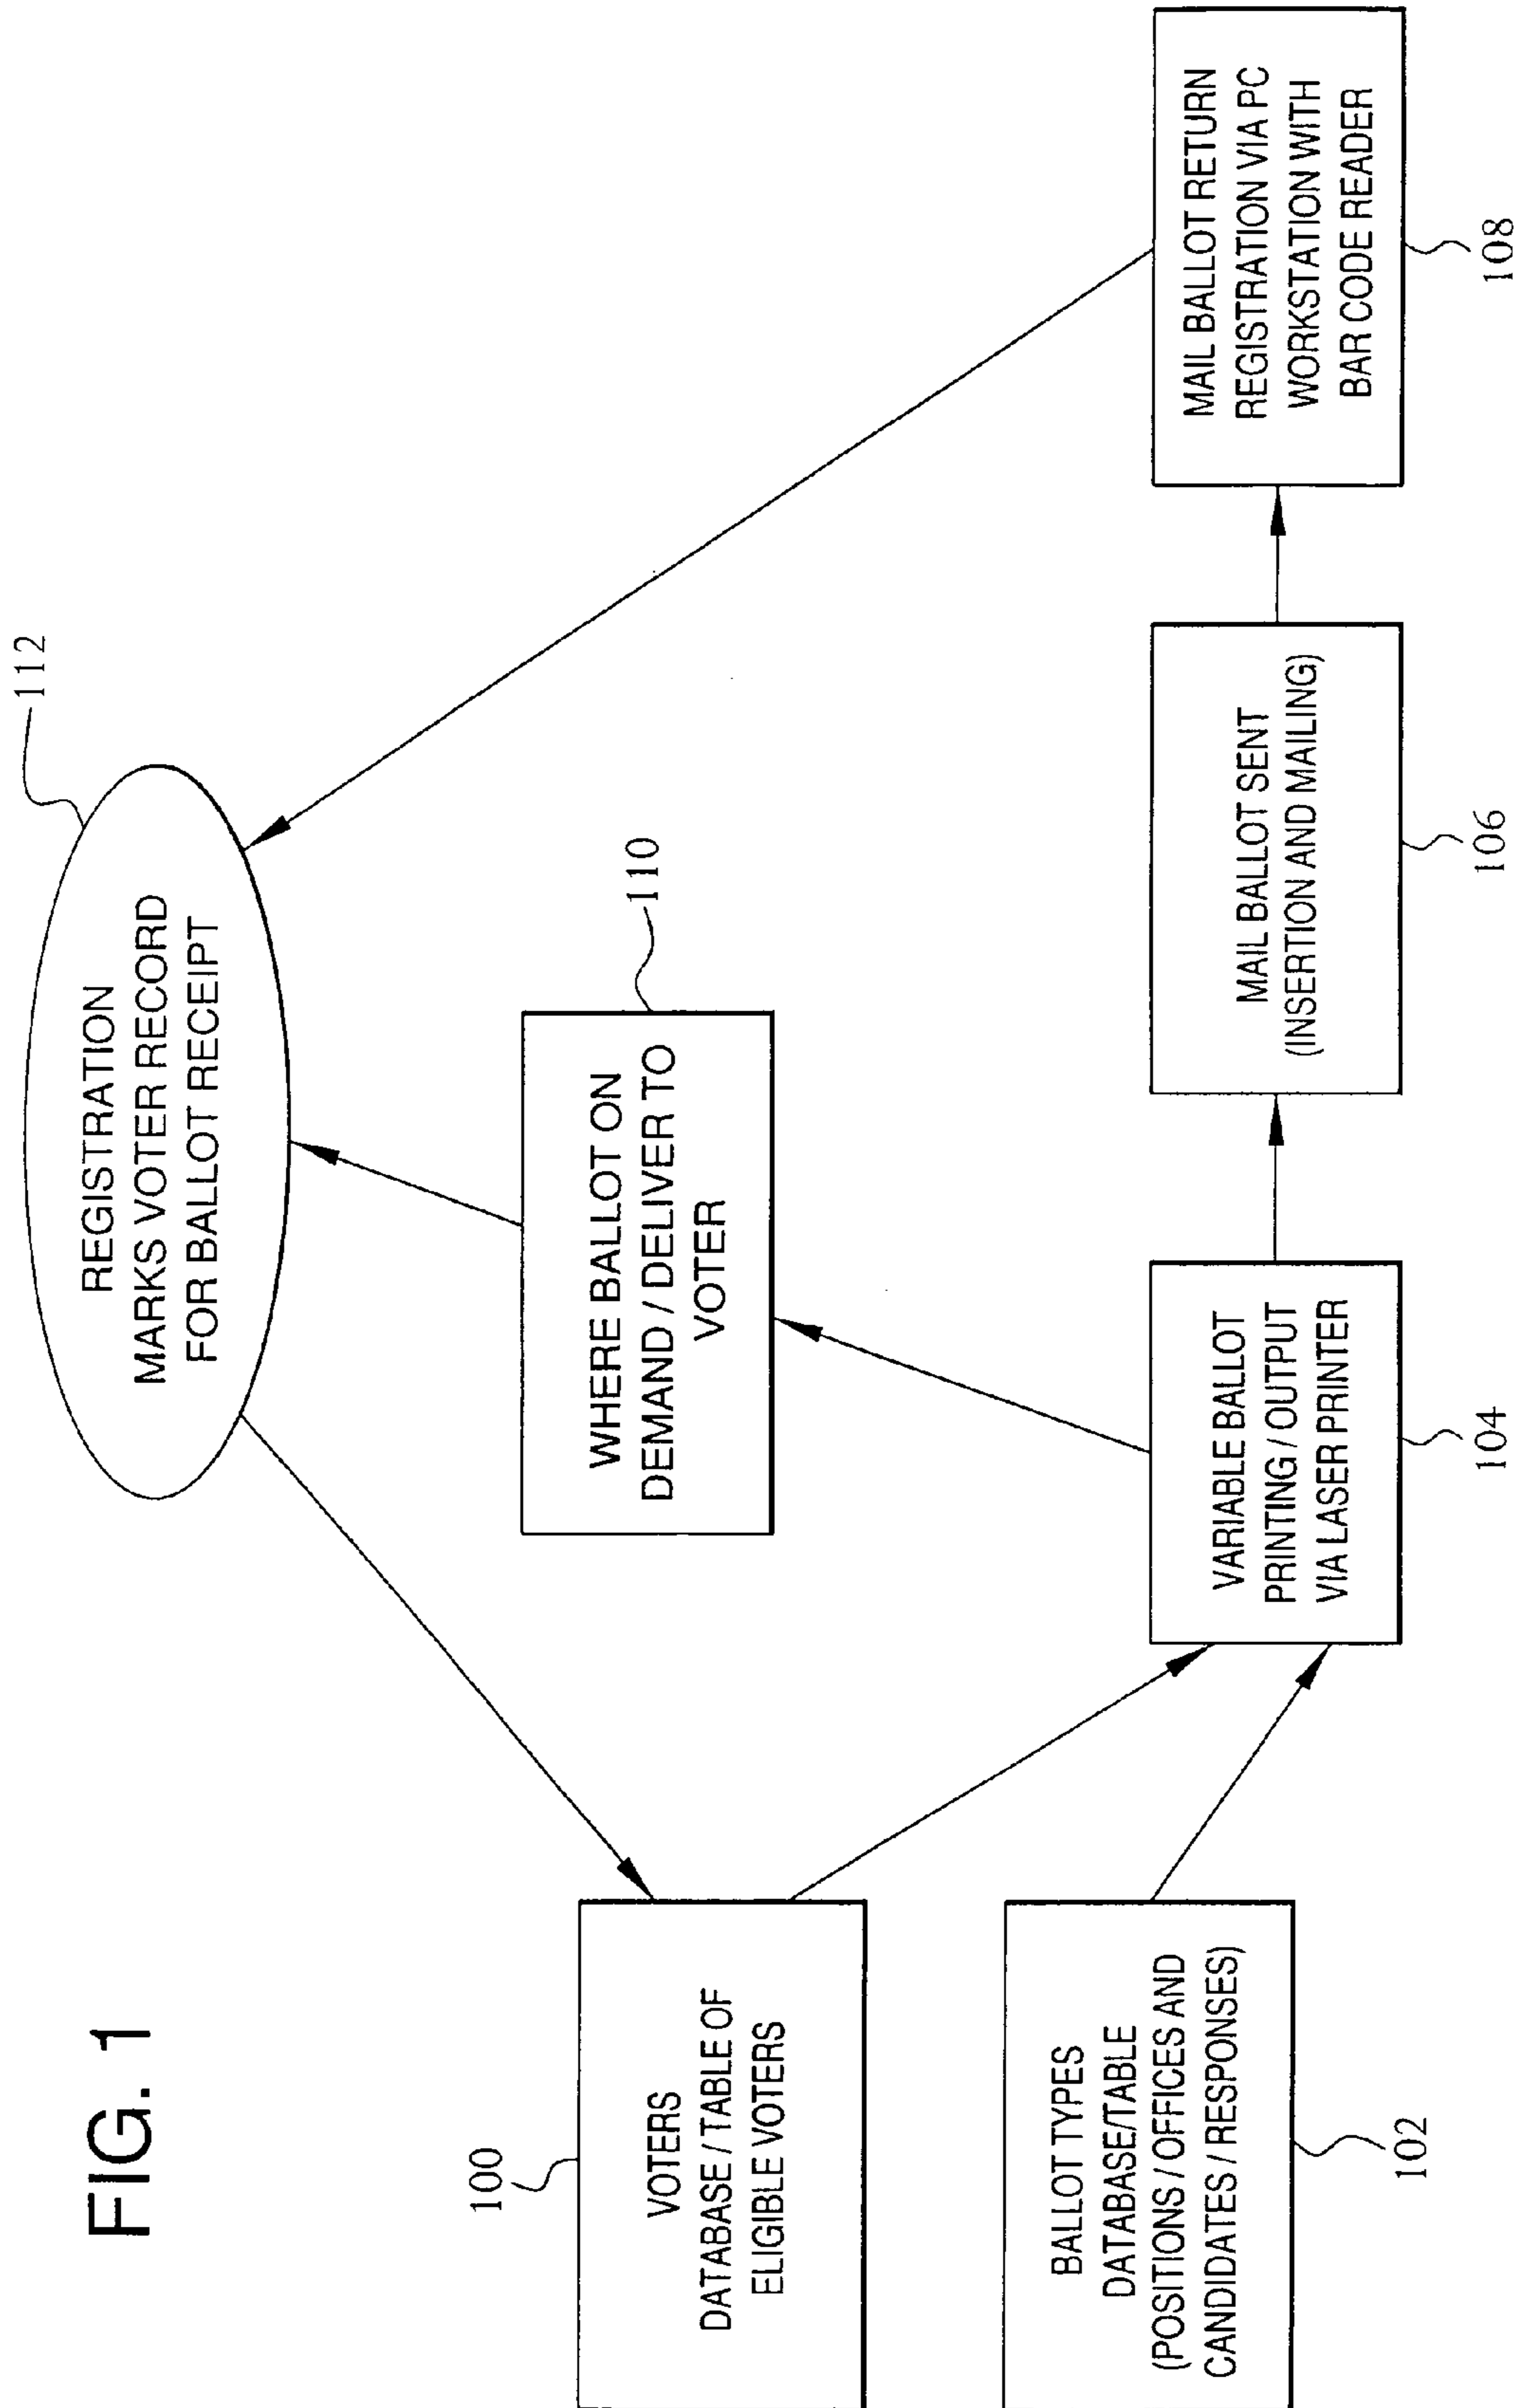 FIG. 1
REGISTRATION
MARKS VOTER RECORD
FOR BALLOT RECEIPT
112
100
VOTERS
DATABASE / TABLE OF
ELIGIBLE VOTERS
WHERE BALLOT ON
DEMAND / DELIVER TO
VOTER
110
BALLOT TYPES
DATABASE/TABLE
(POSITIONS / OFFICES AND
CANDIDATES / RESPONSES)
102
VARIABLE BALLOT
PRINTING / OUTPUT
VIA LASER PRINTER
104
MAIL BALLOT SENT
(INSERTION AND MAILING)
106
MAIL BALLOT RETURN
REGISTRATION VIA PC
WORKSTATION WITH
BAR CODE READER
108